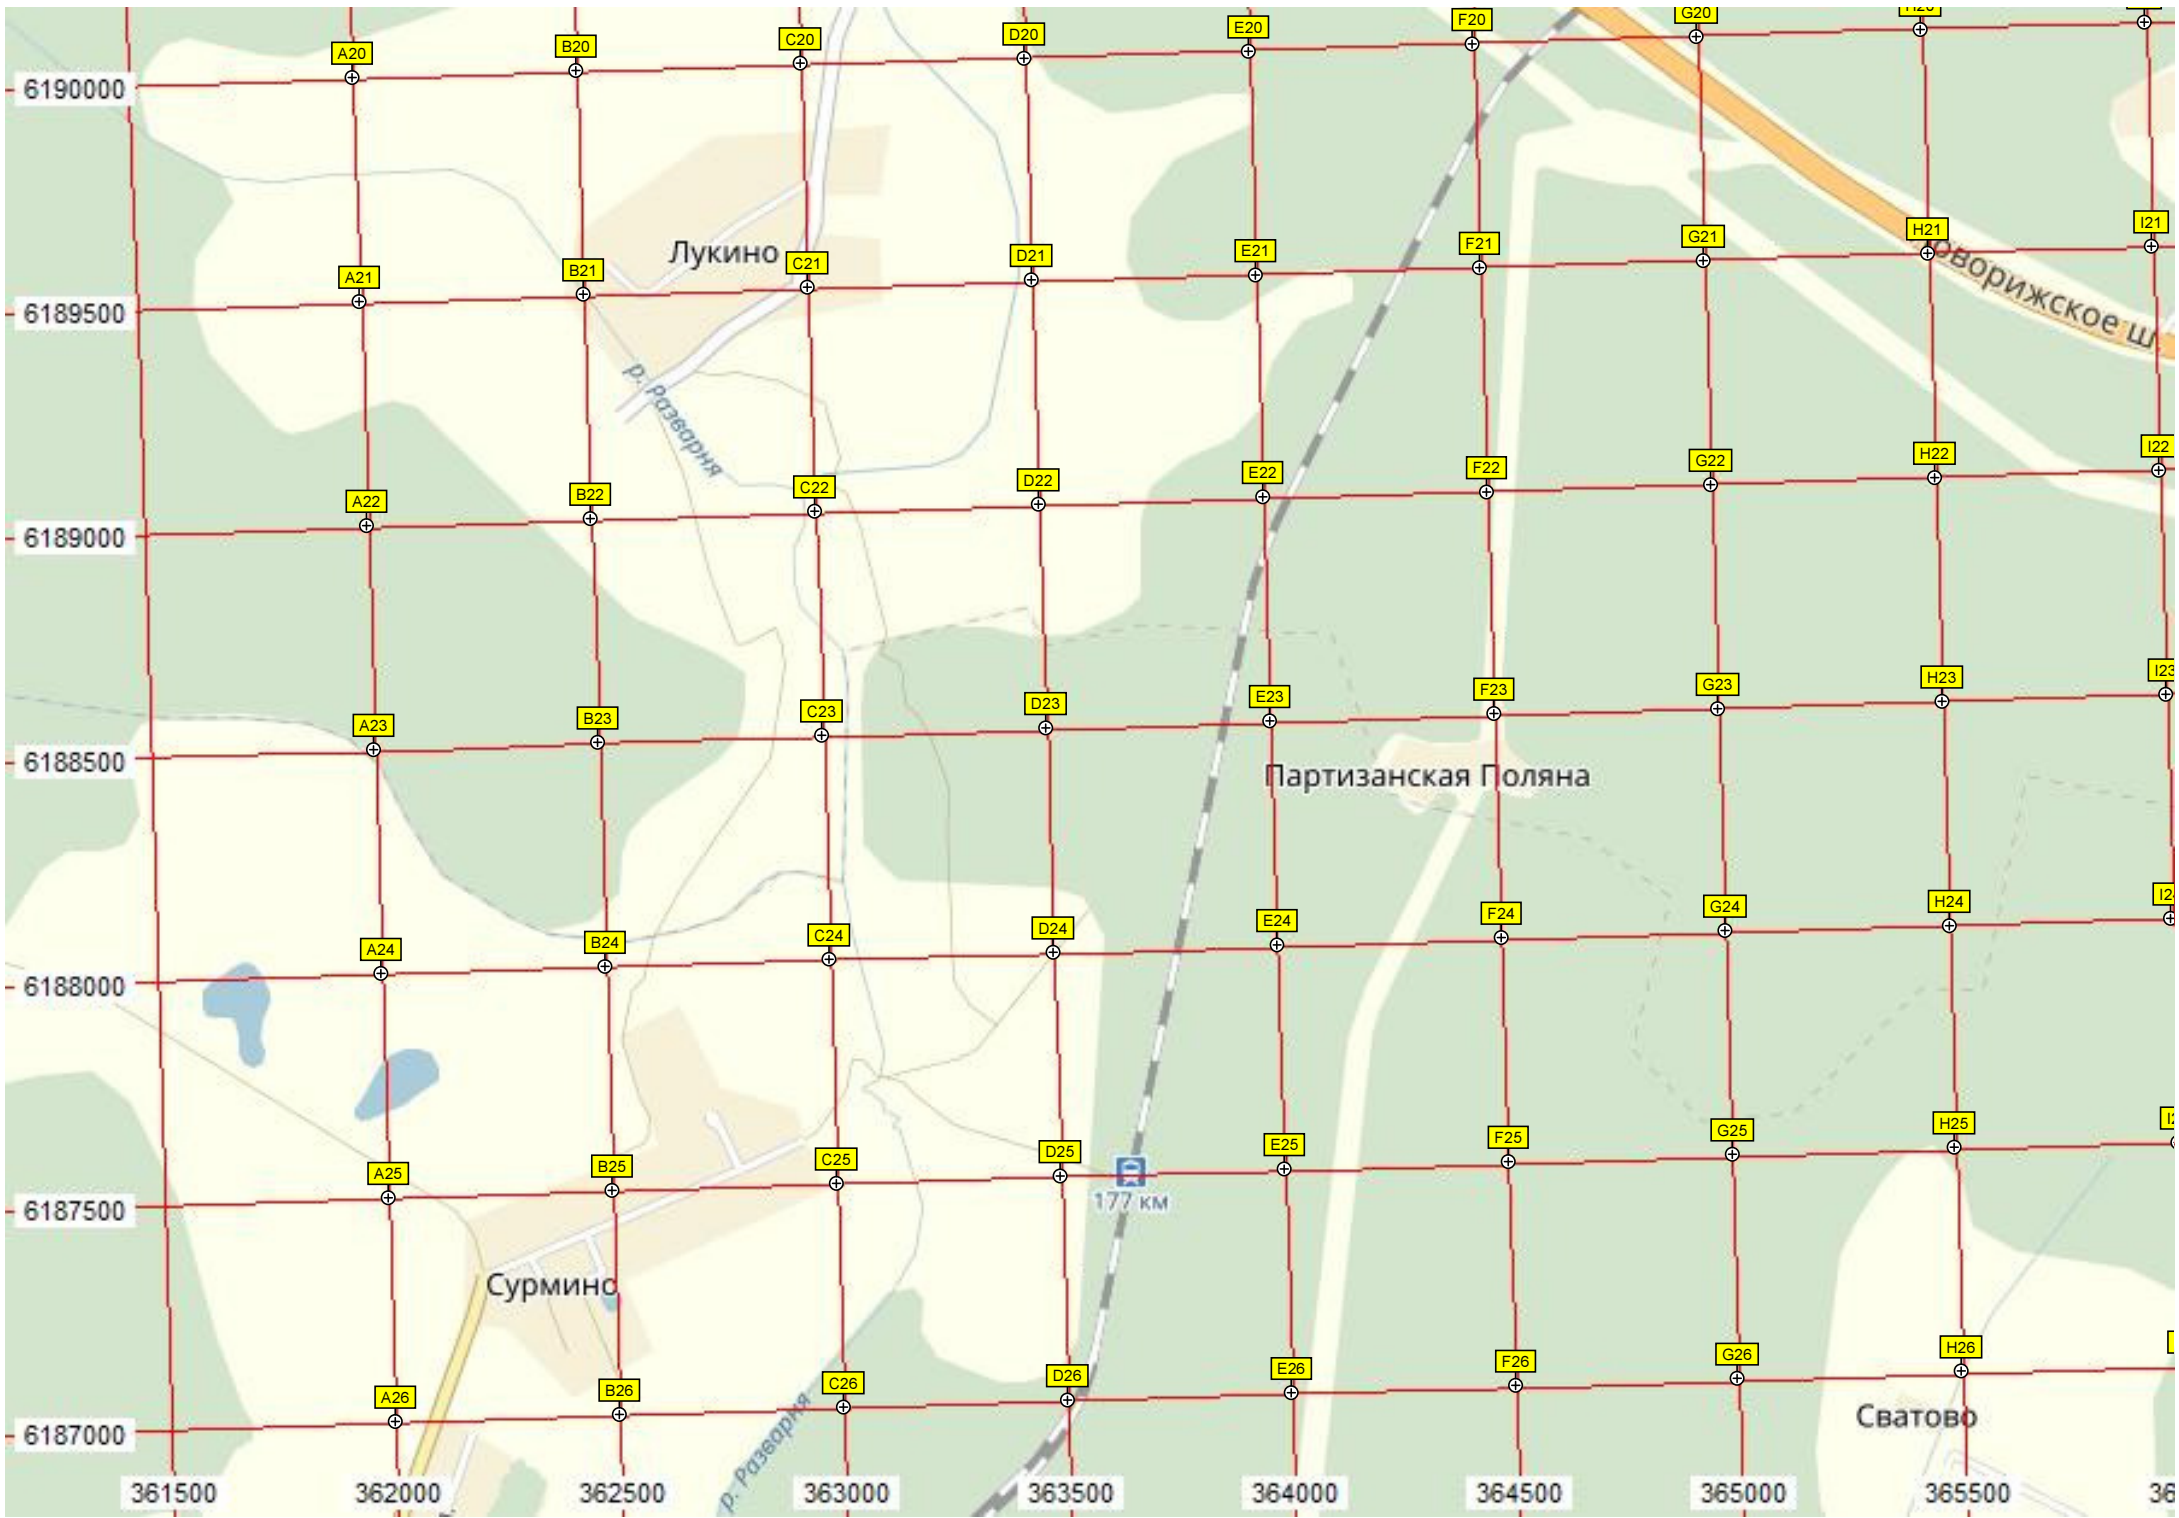 A20 B20 C20 D20 E20 F20 G20 H20
6190000
Лукино
A21 B21 C21 D21 E21 F21 G21 H21 I21
Новорижское ш.
6189500
р. Разварня
A22 B22 C22 D22 E22 F22 G22 H22 I22
6189000
A23 B23 C23 D23 E23 F23 G23 H23 I23
6188500
Партизанская Поляна
A24 B24 C24 D24 E24 F24 G24 H24
6188000
A25 B25 C25 D25 E25 F25 G25 H25
6187500
177 км
Сурмино
A26 B26 C26 D26 E26 F26 G26 H26
6187000
Сватово
р. Разварня
361500 362000 362500 363000 363500 364000 364500 365000 365500 36